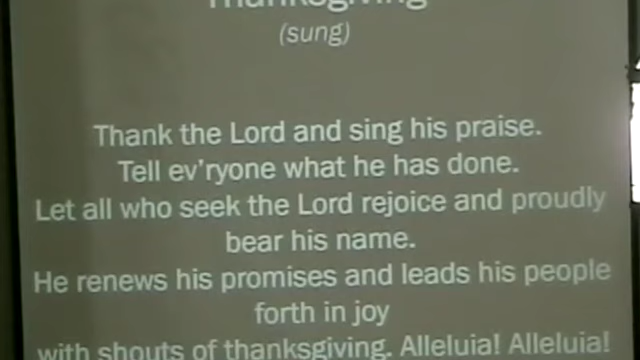 Thanksgiving
(sung)
Thank the Lord and sing his praise.
Tell ev'ryone what he has done.
Let all who seek the Lord rejoice and proudly
bear his name.
He renews his promises and leads his people
forth in joy
with shouts of thanksgiving. Alleluia! Alleluia!